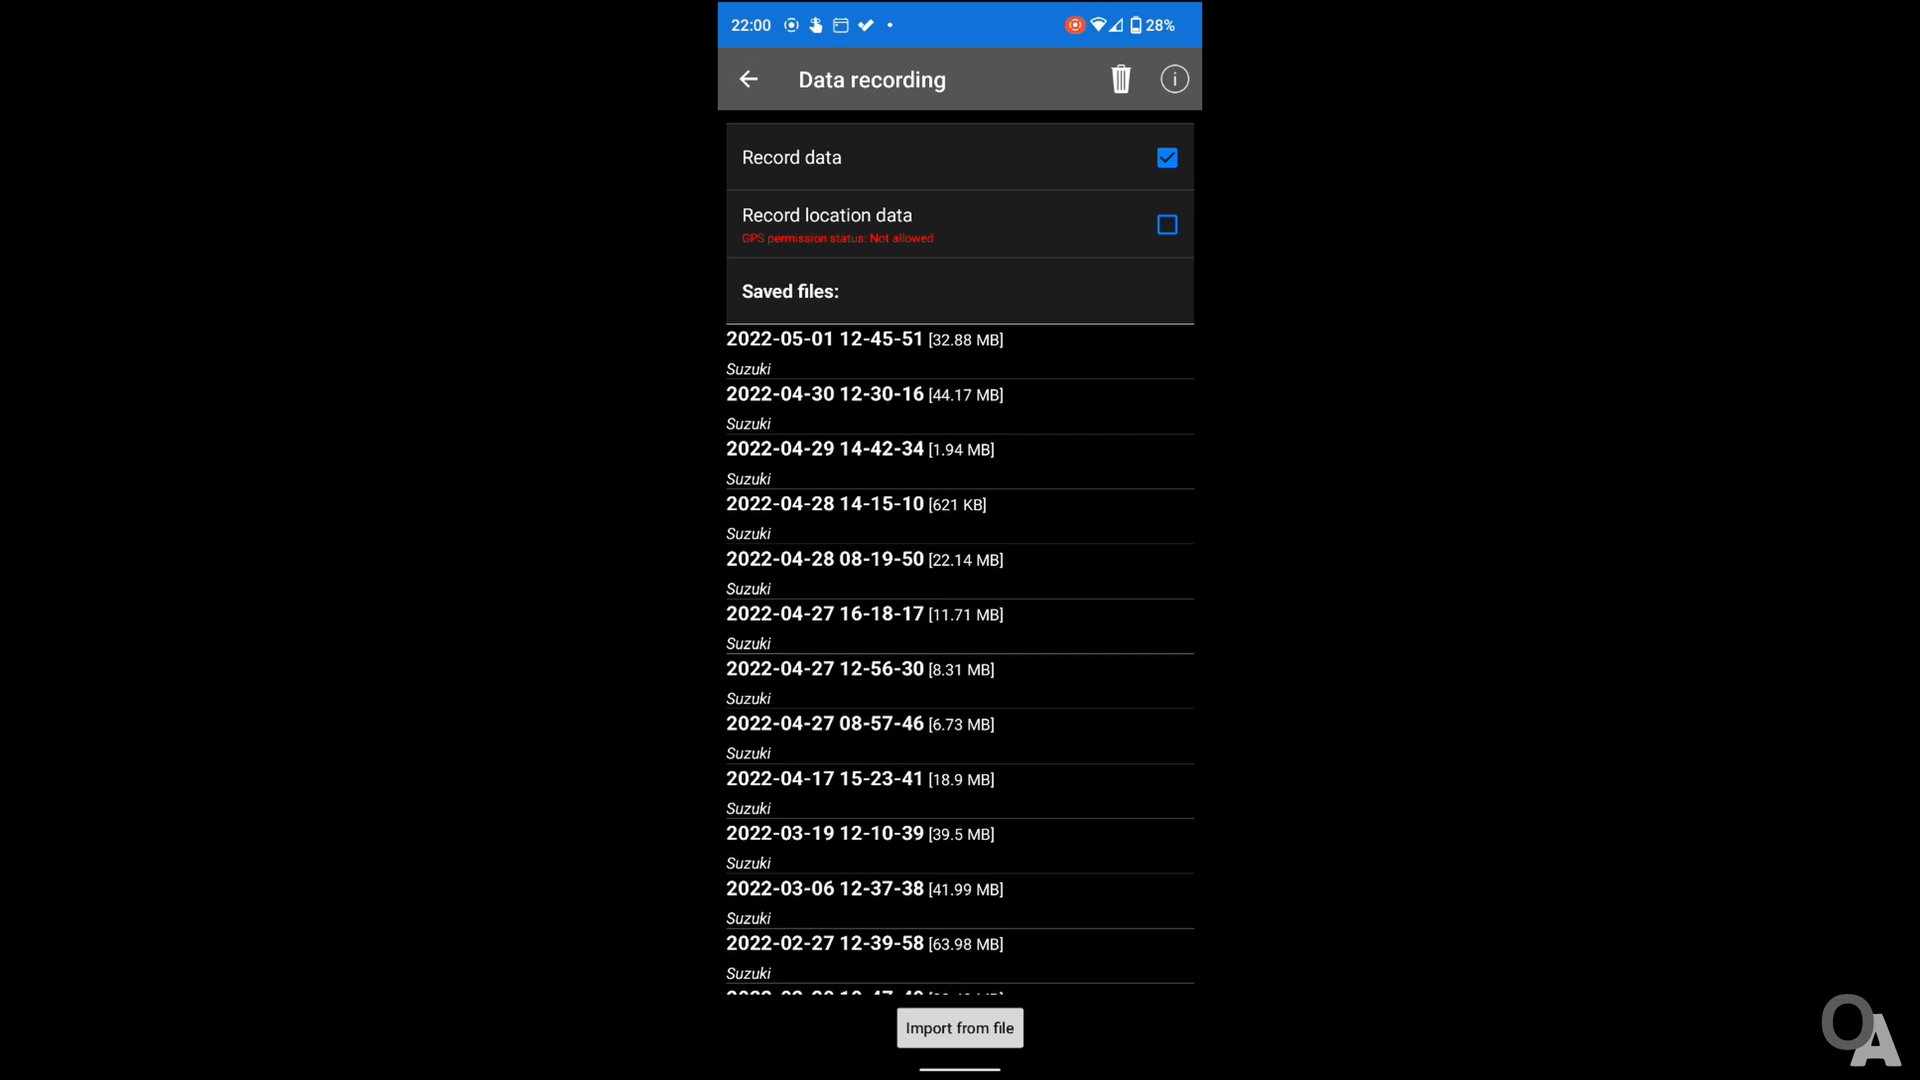 22:00 28%
Data recording
Record data
Record location data
GPS permission status: Not allowed
Saved files:
2022-05-01 12-45-51 [32.88 MB]
Suzuki
2022-04-30 12-30-16 [44.17 MB]
Suzuki
2022-04-29 14-42-34 [1.94 MB]
Suzuki
2022-04-28 14-15-10 [621 KB]
Suzuki
2022-04-28 08-19-50 [22.14 MB]
Suzuki
2022-04-27 16-18-17 [11.71 MB]
Suzuki
2022-04-27 12-56-30 [8.31 MB]
Suzuki
2022-04-27 08-57-46 [6.73 MB]
Suzuki
2022-04-17 15-23-41 [18.9 MB]
Suzuki
2022-03-19 12-10-39 [39.5 MB]
Suzuki
2022-03-06 12-37-38 [41.99 MB]
Suzuki
2022-02-27 12-39-58 [63.98 MB]
Suzuki
Import from file
OA